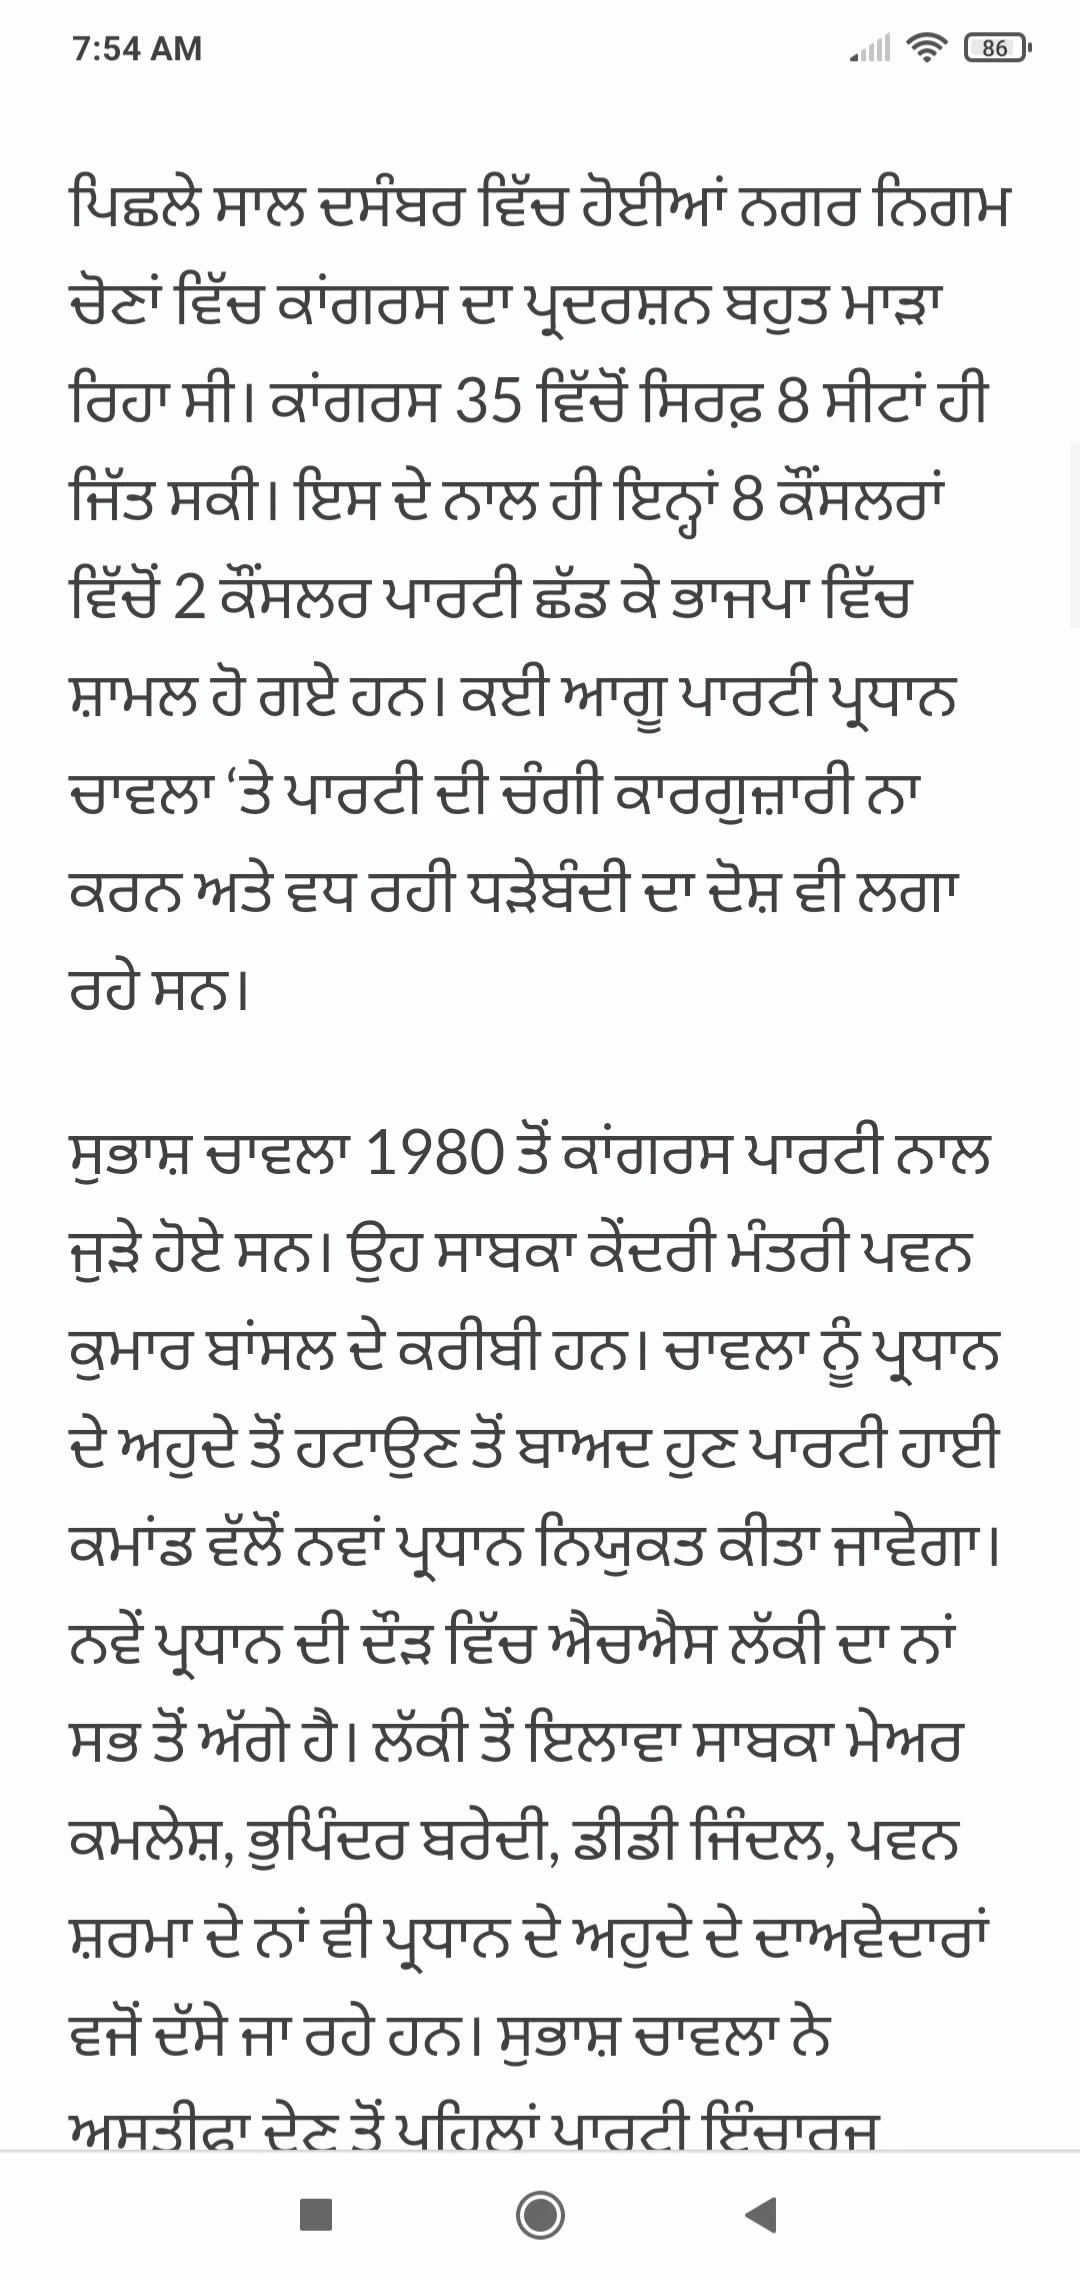 7:54 AM
86
ਪਿਛਲੇ ਸਾਲ ਦਸੰਬਰ ਵਿੱਚ ਹੋਈਆਂ ਨਗਰ ਨਿਗਮ
ਚੋਣਾਂ ਵਿੱਚ ਕਾਂਗਰਸ ਦਾ ਪ੍ਰਦਰਸ਼ਨ ਬਹੁਤ ਮਾੜਾ
ਰਿਹਾ ਸੀ। ਕਾਂਗਰਸ 35 ਵਿੱਚੋਂ ਸਿਰਫ਼ 8 ਸੀਟਾਂ ਹੀ
ਜਿੱਤ ਸਕੀ। ਇਸ ਦੇ ਨਾਲ ਹੀ ਇਨ੍ਹਾਂ 8 ਕੌਂਸਲਰਾਂ
ਵਿੱਚੋਂ 2 ਕੌਂਸਲਰ ਪਾਰਟੀ ਛੱਡ ਕੇ ਭਾਜਪਾ ਵਿੱਚ
ਸ਼ਾਮਲ ਹੋ ਗਏ ਹਨ। ਕਈ ਆਗੂ ਪਾਰਟੀ ਪ੍ਰਧਾਨ
ਚਾਵਲਾ ‘ਤੇ ਪਾਰਟੀ ਦੀ ਚੰਗੀ ਕਾਰਗੁਜ਼ਾਰੀ ਨਾ
ਕਰਨ ਅਤੇ ਵਧ ਰਹੀ ਧੜੇਬੰਦੀ ਦਾ ਦੋਸ਼ ਵੀ ਲਗਾ
ਰਹੇ ਸਨ।
ਸੁਭਾਸ਼ ਚਾਵਲਾ 1980 ਤੋਂ ਕਾਂਗਰਸ ਪਾਰਟੀ ਨਾਲ
ਜੁੜੇ ਹੋਏ ਸਨ। ਉਹ ਸਾਬਕਾ ਕੇਂਦਰੀ ਮੰਤਰੀ ਪਵਨ
ਕੁਮਾਰ ਬਾਂਸਲ ਦੇ ਕਰੀਬੀ ਹਨ। ਚਾਵਲਾ ਨੂੰ ਪ੍ਰਧਾਨ
ਦੇ ਅਹੁਦੇ ਤੋਂ ਹਟਾਉਣ ਤੋਂ ਬਾਅਦ ਹੁਣ ਪਾਰਟੀ ਹਾਈ
ਕਮਾਂਡ ਵੱਲੋਂ ਨਵਾਂ ਪ੍ਰਧਾਨ ਨਿਯੁਕਤ ਕੀਤਾ ਜਾਵੇਗਾ।
ਨਵੇਂ ਪ੍ਰਧਾਨ ਦੀ ਦੌੜ ਵਿੱਚ ਐਚਐਸ ਲੱਕੀ ਦਾ ਨਾਂ
ਸਭ ਤੋਂ ਅੱਗੇ ਹੈ। ਲੱਕੀ ਤੋਂ ਇਲਾਵਾ ਸਾਬਕਾ ਮੇਅਰ
ਕਮਲੇਸ਼, ਭੁਪਿੰਦਰ ਬਰੇਦੀ, ਡੀਡੀ ਜਿੰਦਲ, ਪਵਨ
ਸ਼ਰਮਾ ਦੇ ਨਾਂ ਵੀ ਪ੍ਰਧਾਨ ਦੇ ਅਹੁਦੇ ਦੇ ਦਾਅਵੇਦਾਰਾਂ
ਵਜੋਂ ਦੱਸੇ ਜਾ ਰਹੇ ਹਨ। ਸੁਭਾਸ਼ ਚਾਵਲਾ ਨੇ
ਅਸਤੀਫਾ ਦੇਣ ਤੋਂ ਪਹਿਲਾਂ ਪਾਰਟੀ ਇੰਚਾਰਜ